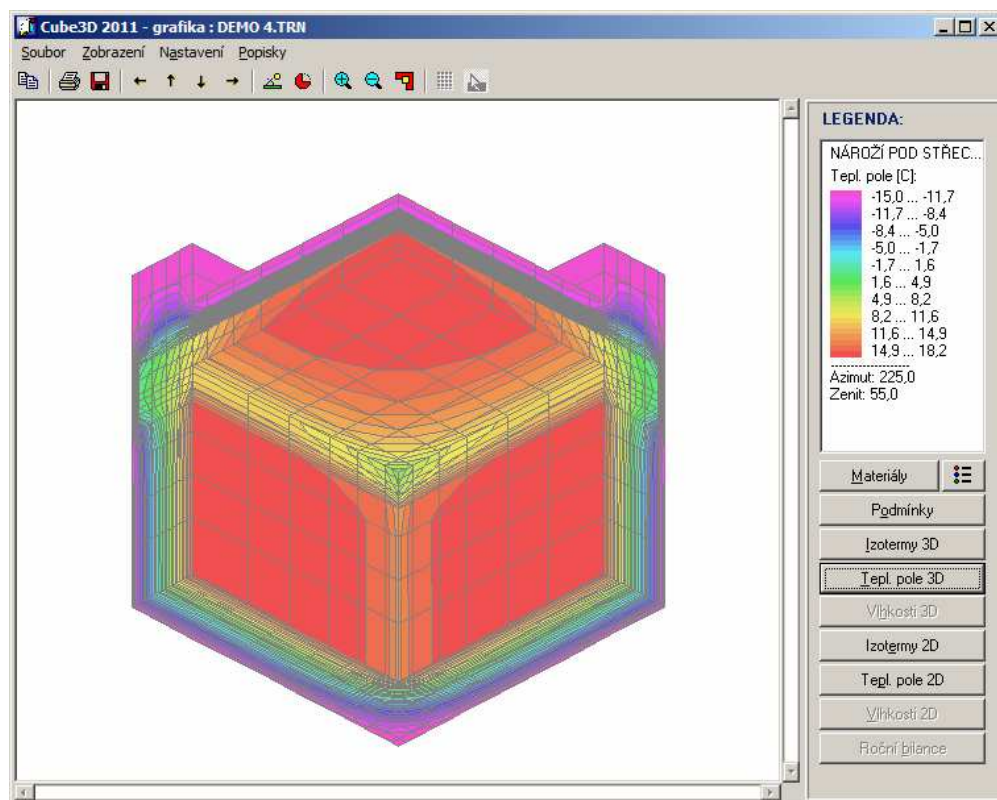 Cube3D 2011 - grafika : DEMO 4.TRN
Soubor Zobrazení Nastavení Popisky
LEGENDA:
NÁROŽÍ POD STŘEC...
Tepl. pole [C]:
-15,0 ... -11,7
-11,7 ... -8,4
-8,4 ... -5,0
-5,0 ... -1,7
-1,7 ... 1,6
1,6 ... 4,9
4,9 ... 8,2
8,2 ... 11,6
11,6 ... 14,9
14,9 ... 18,2
--------------------
Azimut: 225,0
Zenit: 55,0
Materiály
Podmínky
Izotermy 3D
Tepl. pole 3D
Vlhkosti 3D
Izotermy 2D
Tepl. pole 2D
Vlhkosti 2D
Roční bilance